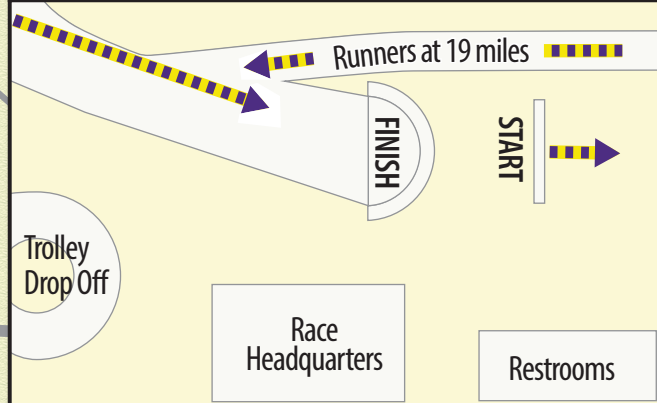 Runners at 19 miles
FINISH
START
Trolley
Drop Off
Race
Headquarters
Restrooms